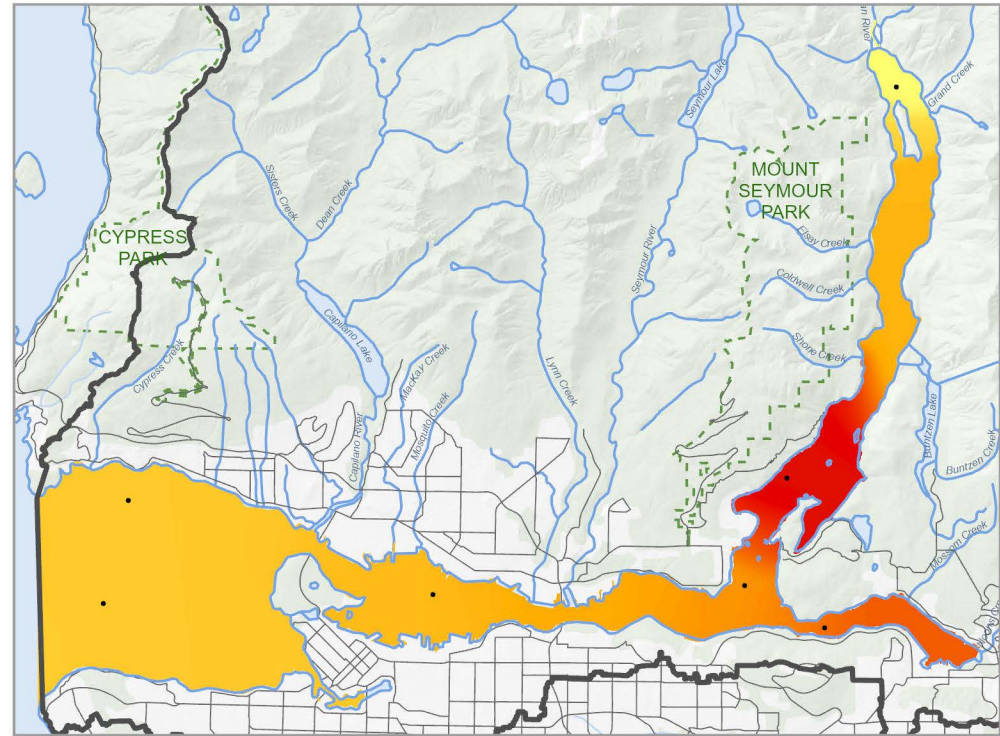 Grand Creek
Seymour Lake
MOUNT
SEYMOUR
PARK
Sisters Creek
Dean Creek
CYPRESS
PARK
Elsay Creek
Seymour River
Coldwell Creek
Capilano Lake
Shone Creek
Cypress Creek
MacKay Creek
Lynn Creek
Mosquito Creek
Buntzen Lake
Capilano River
Buntzen Creek
Mossom Creek